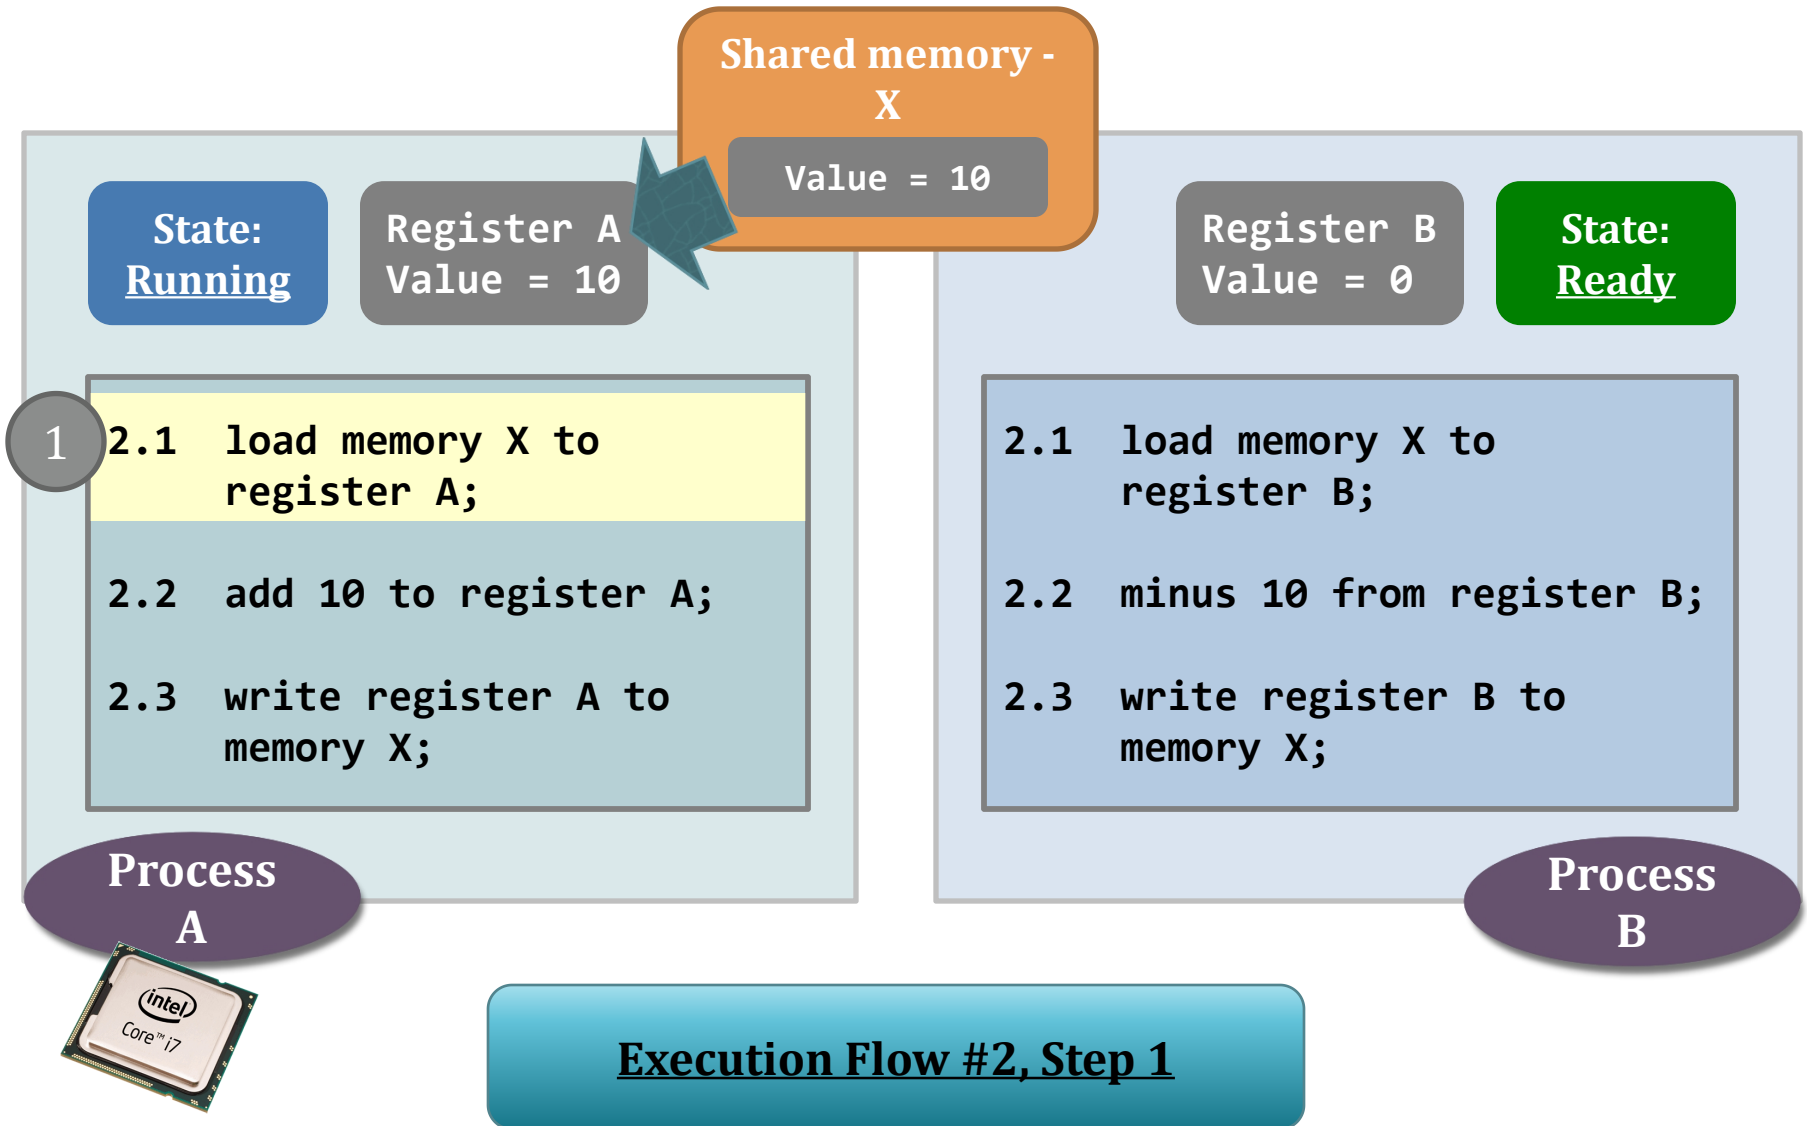 Shared memory -
X
Value = 10
State:
Running
Register A
Value = 10
Register B
Value = 0
State:
Ready
1
2.1 load memory X to
register A;
2.2 add 10 to register A;
2.3 write register A to
memory X;
2.1 load memory X to
register B;
2.2 minus 10 from register B;
2.3 write register B to
memory X;
Process
A
Process
B
intel
Core™ i7
Execution Flow #2, Step 1